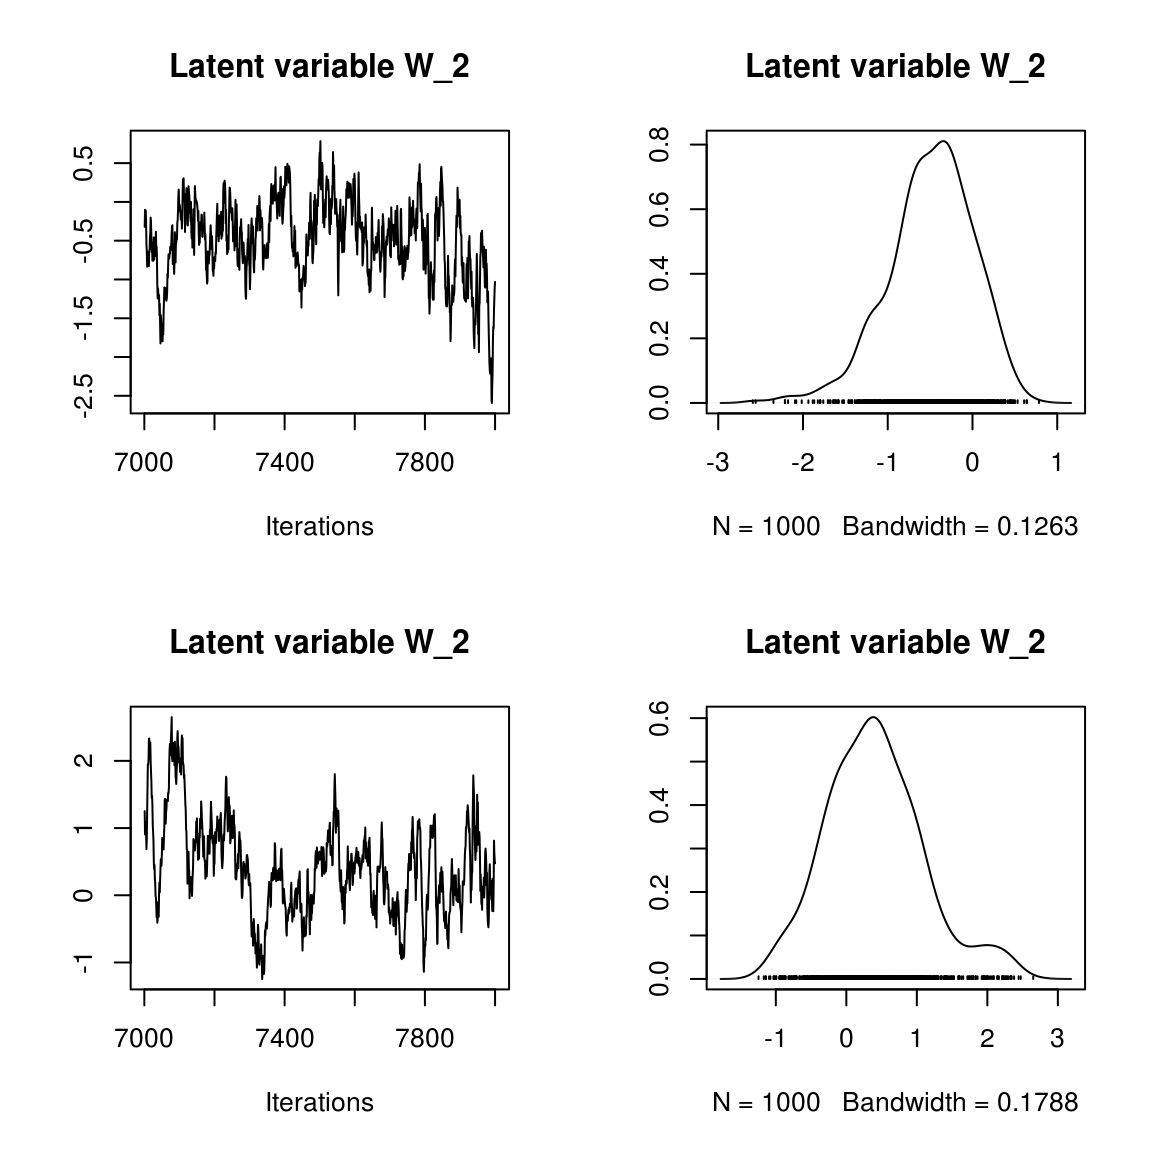 Latent variable W_2
0.5
-0.5
-1.5
-2.5
7000 7400 7800
Iterations
Latent variable W_2
0.8
0.6
0.4
0.2
0.0
-3 -2 -1 0 1
N = 1000 Bandwidth = 0.1263
Latent variable W_2
2
1
0
-1
7000 7400 7800
Iterations
Latent variable W_2
0.6
0.4
0.2
0.0
-1 0 1 2 3
N = 1000 Bandwidth = 0.1788